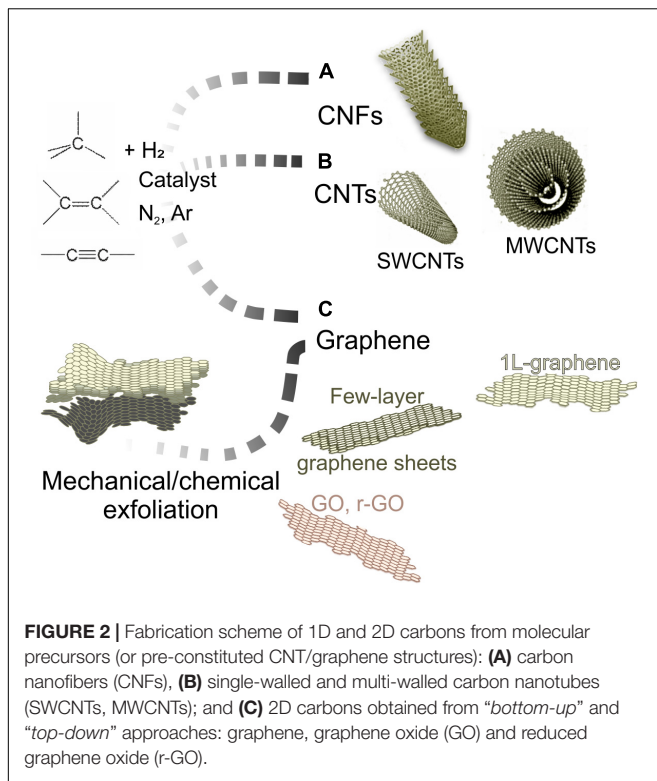 A
CNFs
C
+ H₂
Catalyst
C=C
N₂, Ar
—C≡C—
B
CNTs
SWCNTs
MWCNTs
C
Graphene
1L-graphene
Few-layer
graphene sheets
Mechanical/chemical
exfoliation
GO, r-GO
FIGURE 2 | Fabrication scheme of 1D and 2D carbons from molecular
precursors (or pre-constituted CNT/graphene structures): (A) carbon
nanofibers (CNFs), (B) single-walled and multi-walled carbon nanotubes
(SWCNTs, MWCNTs); and (C) 2D carbons obtained from “bottom-up” and
“top-down” approaches: graphene, graphene oxide (GO) and reduced
graphene oxide (r-GO).